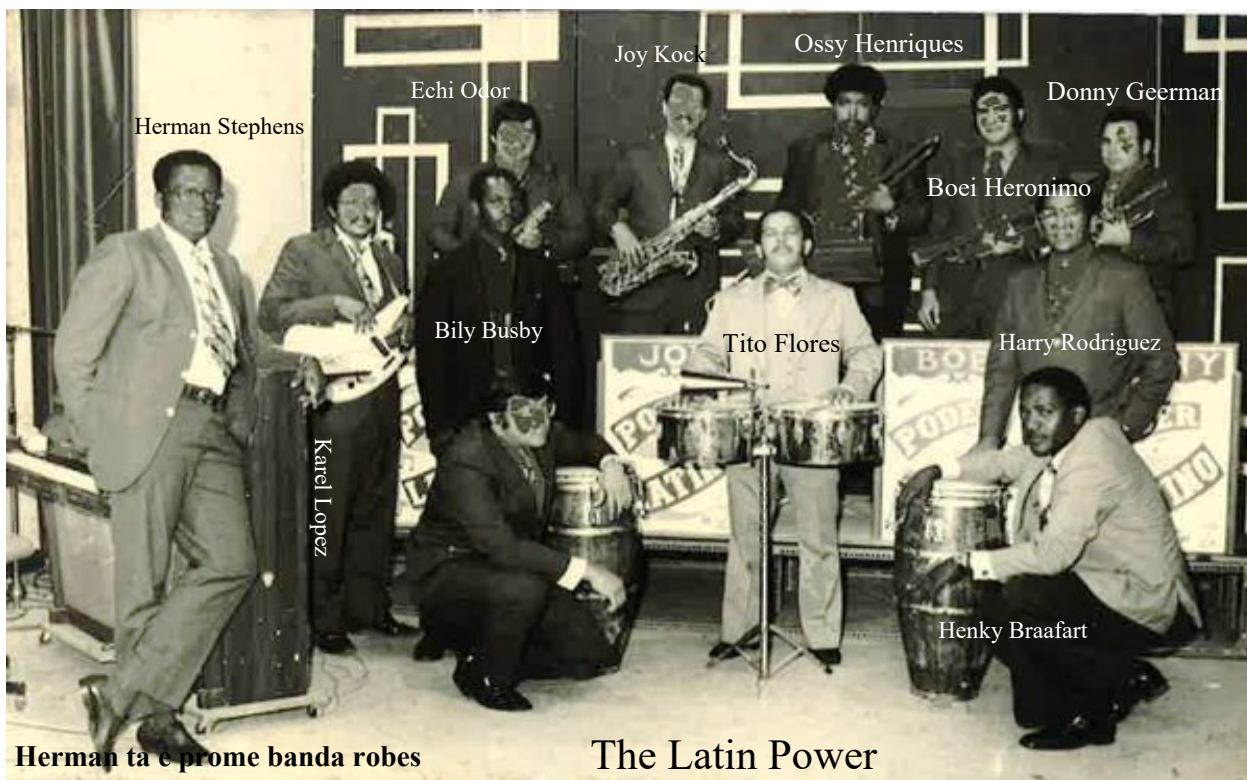 Ossy Henriques
Joy Kock
Echi Odor
Donny Geerman
Herman Stephens
Boei Heronimo
Bily Busby
Tito Flores
Harry Rodriguez
Karel Lopez
Henky Braafart
Herman ta e prome banda robes
The Latin Power